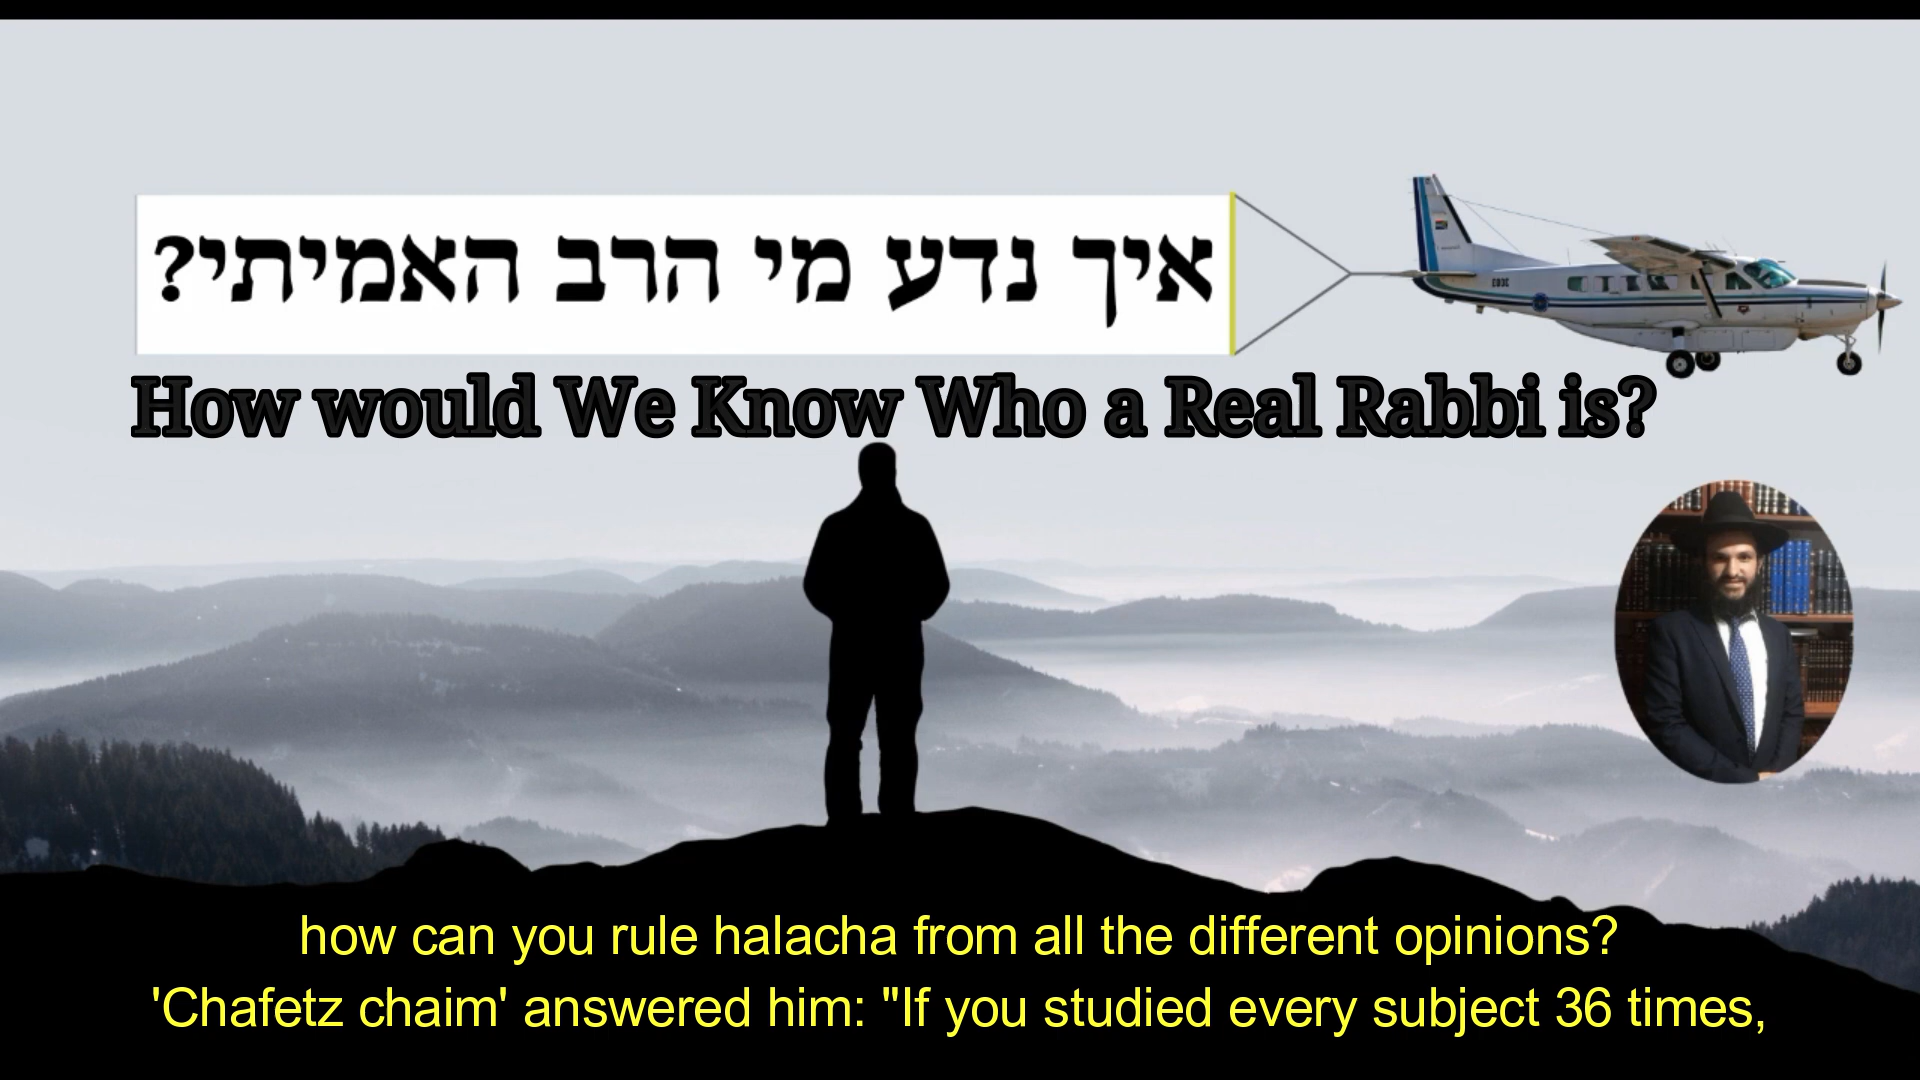 איך נדע מי הרב האמיתי?
How would We Know Who a Real Rabbi is?
how can you rule halacha from all the different opinions?
'Chafetz chaim' answered him: "If you studied every subject 36 times,